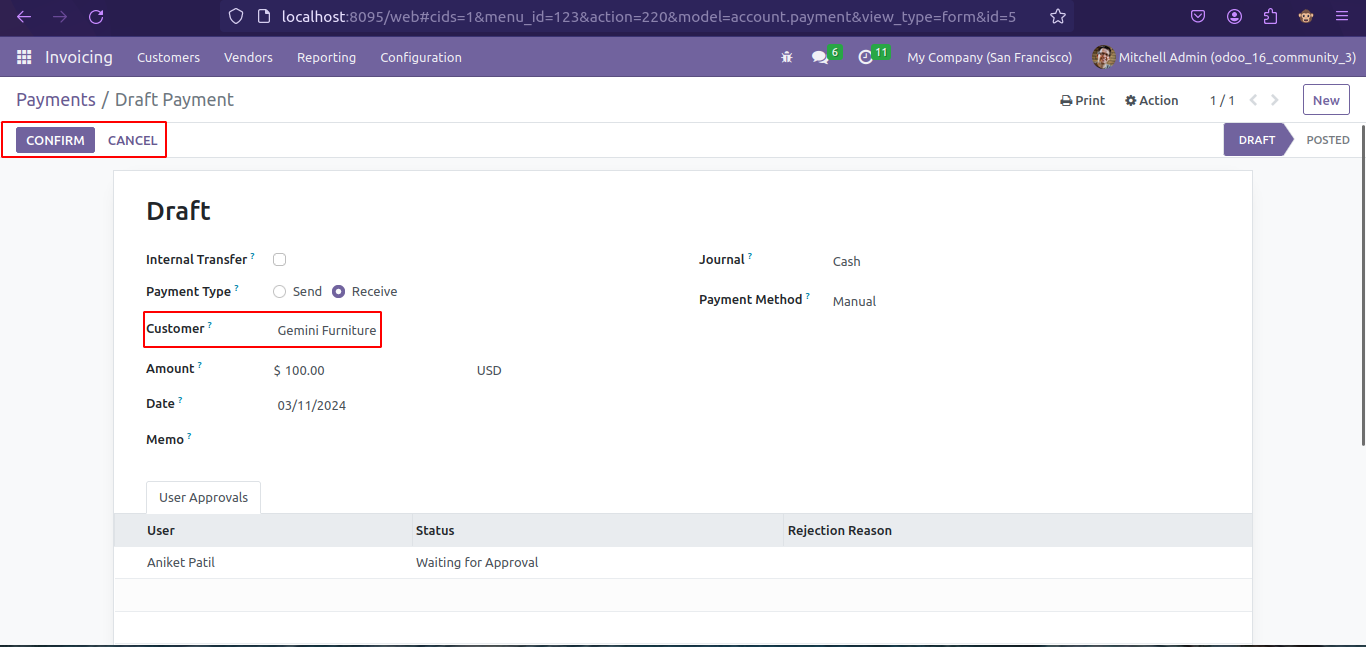 localhost:8095/web#cids=1&menu_id=123&action=220&model=account.payment&view_type=form&id=5
Invoicing Customers Vendors Reporting Configuration 6 11 My Company (San Francisco) Mitchell Admin (odoo_16_community_3)
Payments / Draft Payment Print Action 1 / 1 New
CONFIRM CANCEL DRAFT POSTED
Draft
Internal Transfer ? Journal ? Cash
Payment Type ? Send Receive Payment Method ? Manual
Customer ? Gemini Furniture
Amount ? $ 100.00 USD
Date ? 03/11/2024
Memo ?
User Approvals
User Status Rejection Reason
Aniket Patil Waiting for Approval